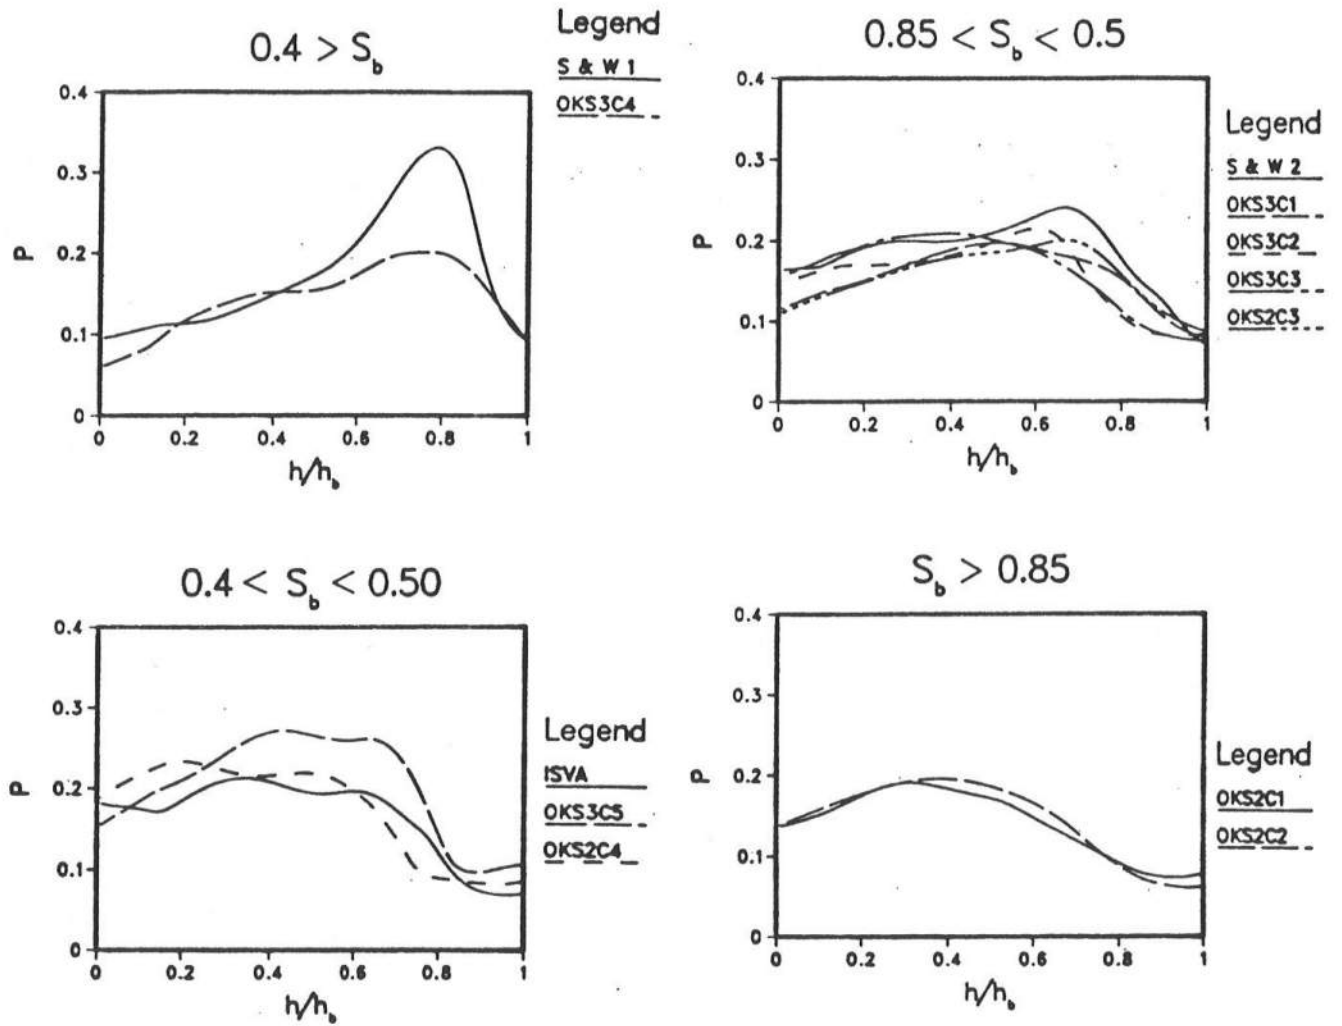 0.4 > S_b
Legend
S & W 1
OKS3C4
0.4
0.3
0.2
0.1
0
P
0 0.2 0.4 0.6 0.8 1
h/h_b
0.85 < S_b < 0.5
Legend
S & W 2
OKS3C1
OKS3C2
OKS3C3
OKS2C3
0.4
0.3
0.2
0.1
0
P
0 0.2 0.4 0.6 0.8 1
h/h_b
0.4 < S_b < 0.50
Legend
ISVA
OKS3C5
OKS2C4
0.4
0.3
0.2
0.1
0
P
0 0.2 0.4 0.6 0.8 1
h/h_b
S_b > 0.85
Legend
OKS2C1
OKS2C2
0.4
0.3
0.2
0.1
0
P
0 0.2 0.4 0.6 0.8 1
h/h_b